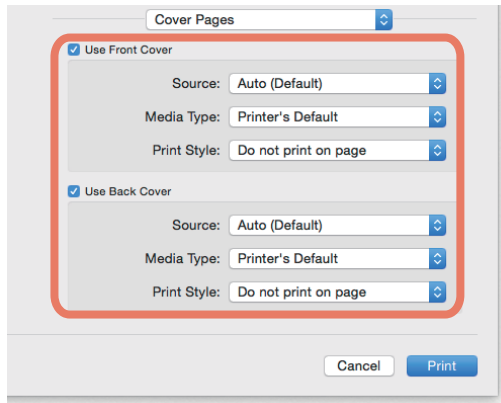 Cover Pages
Use Front Cover
Source: Auto (Default)
Media Type: Printer's Default
Print Style: Do not print on page
Use Back Cover
Source: Auto (Default)
Media Type: Printer's Default
Print Style: Do not print on page
Cancel Print